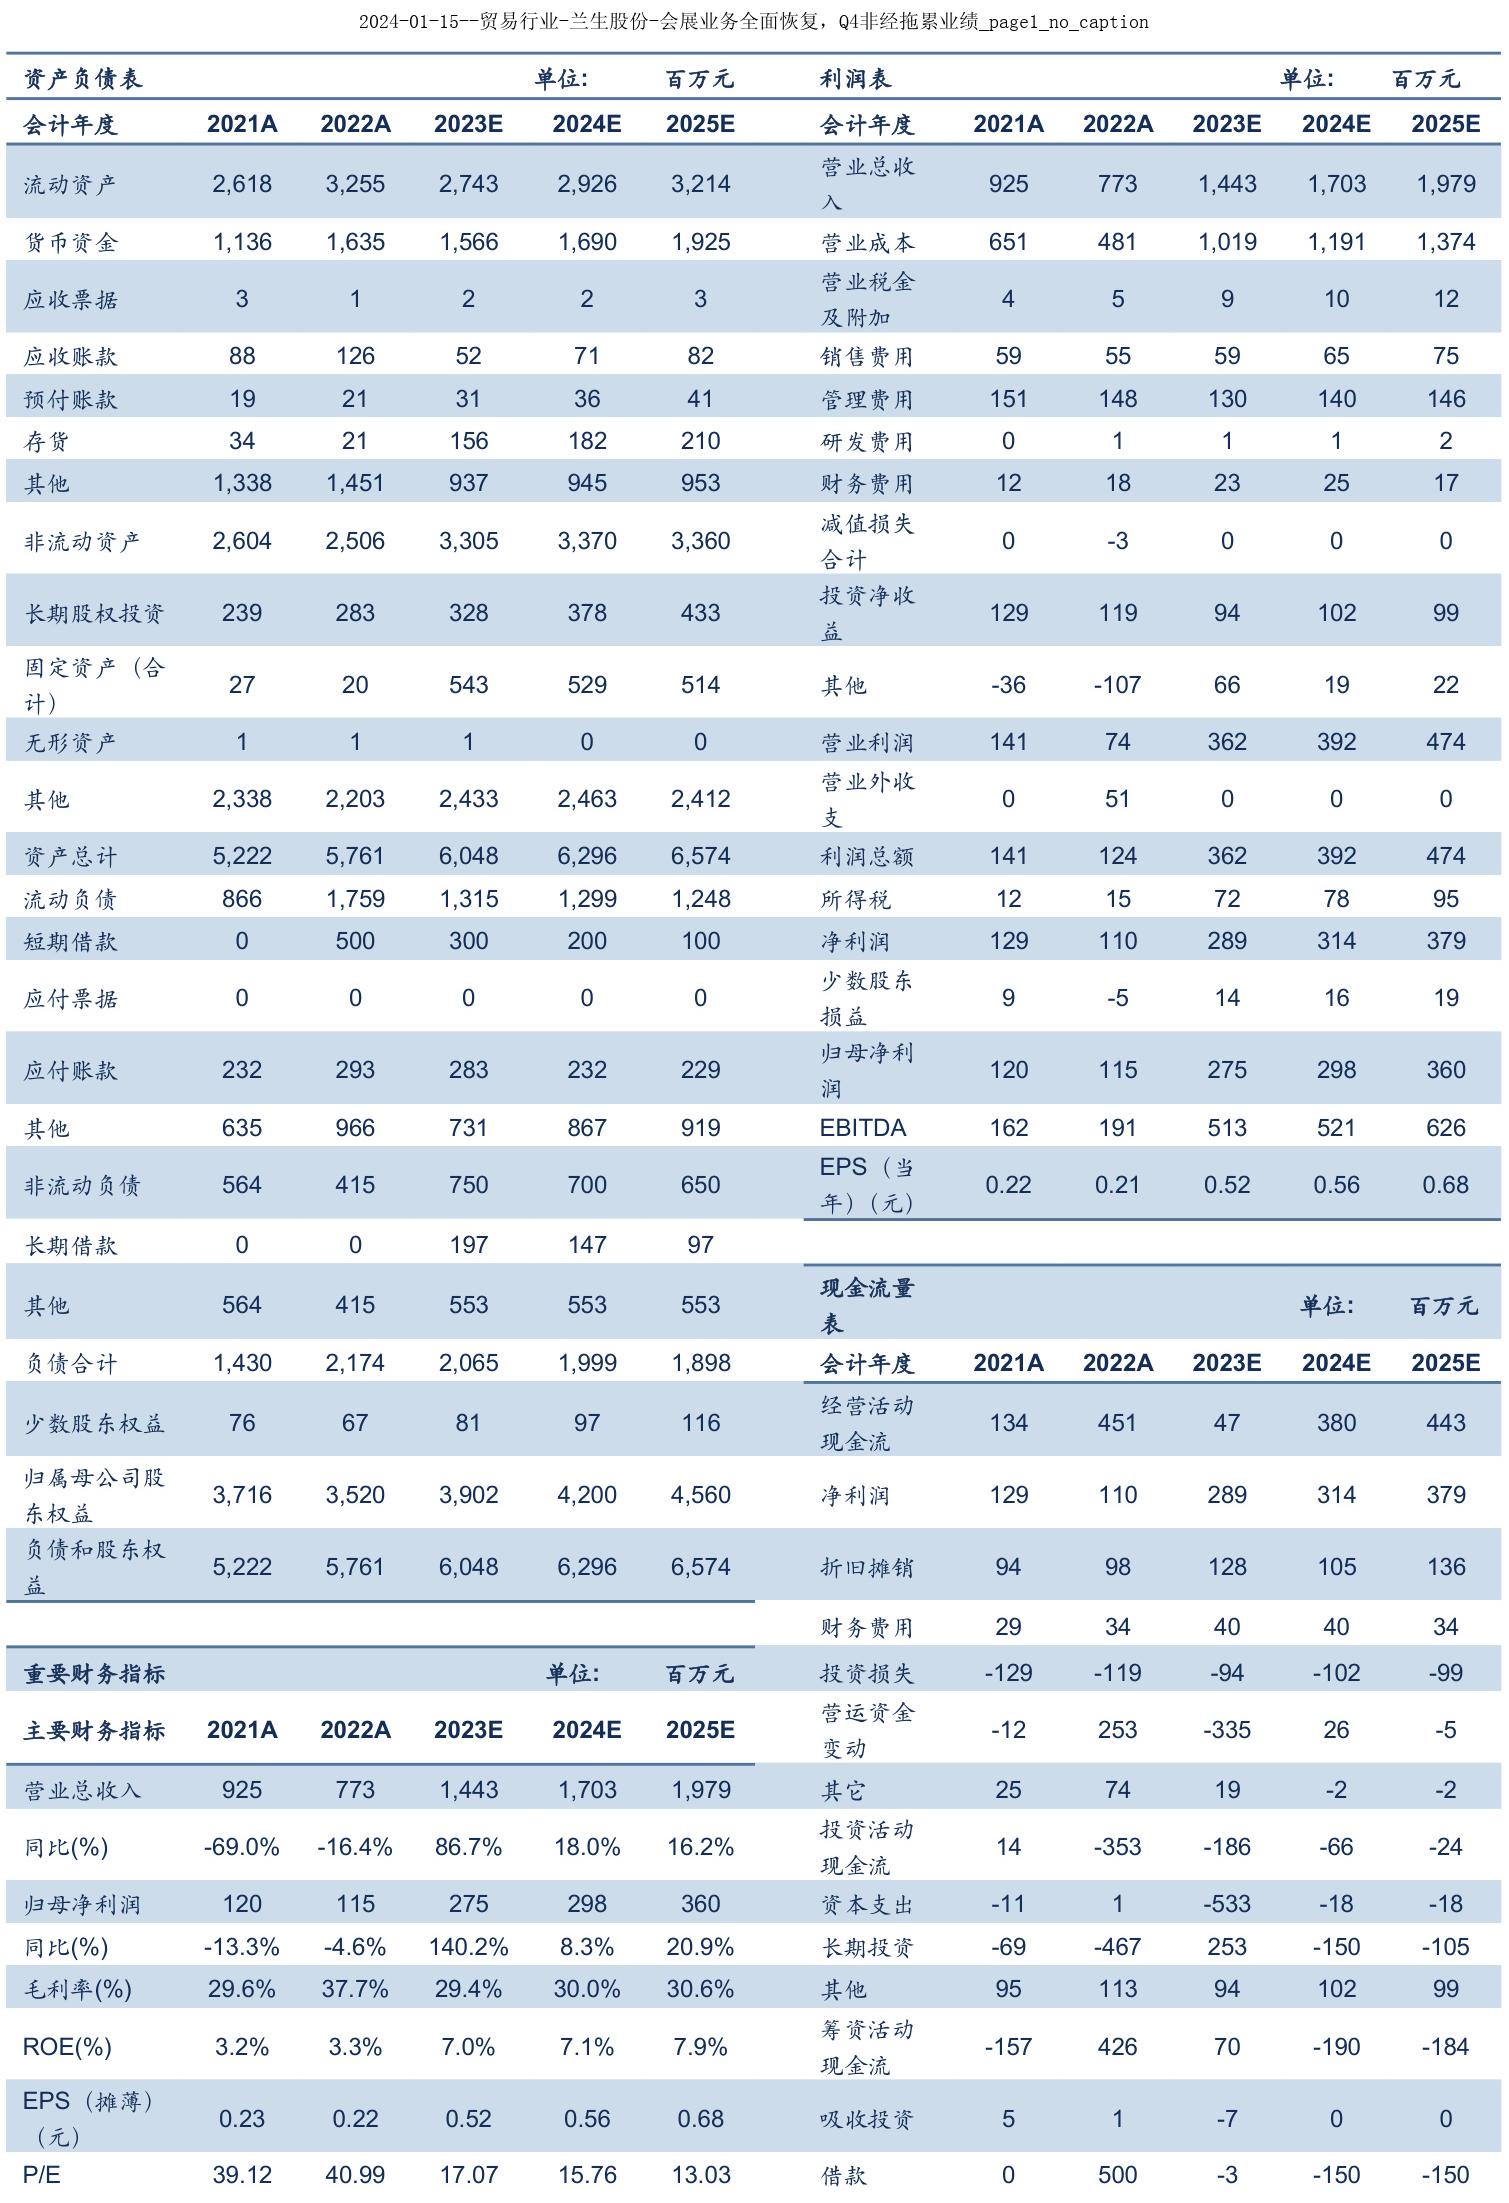 2024-01-15--贸易行业-兰生股份-会展业务全面恢复，Q4非经拖累业绩_page1_no_caption
资产负债表 单位: 百万元
会计年度 2021A 2022A 2023E 2024E 2025E
流动资产 2,618 3,255 2,743 2,926 3,214
货币资金 1,136 1,635 1,566 1,690 1,925
应收票据 3 1 2 2 3
应收账款 88 126 52 71 82
预付账款 19 21 31 36 41
存货 34 21 156 182 210
其他 1,338 1,451 937 945 953
非流动资产 2,604 2,506 3,305 3,370 3,360
长期股权投资 239 283 328 378 433
固定资产（合
计） 27 20 543 529 514
无形资产 1 1 1 0 0
其他 2,338 2,203 2,433 2,463 2,412
资产总计 5,222 5,761 6,048 6,296 6,574
流动负债 866 1,759 1,315 1,299 1,248
短期借款 0 500 300 200 100
应付票据 0 0 0 0 0
应付账款 232 293 283 232 229
其他 635 966 731 867 919
非流动负债 564 415 750 700 650
长期借款 0 0 197 147 97
其他 564 415 553 553 553
负债合计 1,430 2,174 2,065 1,999 1,898
少数股东权益 76 67 81 97 116
归属母公司股
东权益 3,716 3,520 3,902 4,200 4,560
负债和股东权
益 5,222 5,761 6,048 6,296 6,574
重要财务指标 单位: 百万元
主要财务指标 2021A 2022A 2023E 2024E 2025E
营业总收入 925 773 1,443 1,703 1,979
同比(%) -69.0% -16.4% 86.7% 18.0% 16.2%
归母净利润 120 115 275 298 360
同比(%) -13.3% -4.6% 140.2% 8.3% 20.9%
毛利率(%) 29.6% 37.7% 29.4% 30.0% 30.6%
ROE(%) 3.2% 3.3% 7.0% 7.1% 7.9%
EPS（摊薄）
（元） 0.23 0.22 0.52 0.56 0.68
P/E 39.12 40.99 17.07 15.76 13.03
利润表 单位: 百万元
会计年度 2021A 2022A 2023E 2024E 2025E
营业总收
入 925 773 1,443 1,703 1,979
营业成本 651 481 1,019 1,191 1,374
营业税金
及附加 4 5 9 10 12
销售费用 59 55 59 65 75
管理费用 151 148 130 140 146
研发费用 0 1 1 1 2
财务费用 12 18 23 25 17
减值损失
合计 0 -3 0 0 0
投资净收
益 129 119 94 102 99
其他 -36 -107 66 19 22
营业利润 141 74 362 392 474
营业外收
支 0 51 0 0 0
利润总额 141 124 362 392 474
所得税 12 15 72 78 95
净利润 129 110 289 314 379
少数股东
损益 9 -5 14 16 19
归母净利
润 120 115 275 298 360
EBITDA 162 191 513 521 626
EPS（当
年）(元） 0.22 0.21 0.52 0.56 0.68
现金流量
表 单位: 百万元
会计年度 2021A 2022A 2023E 2024E 2025E
经营活动
现金流 134 451 47 380 443
净利润 129 110 289 314 379
折旧摊销 94 98 128 105 136
财务费用 29 34 40 40 34
投资损失 -129 -119 -94 -102 -99
营运资金
变动 -12 253 -335 26 -5
其它 25 74 19 -2 -2
投资活动
现金流 14 -353 -186 -66 -24
资本支出 -11 1 -533 -18 -18
长期投资 -69 -467 253 -150 -105
其他 95 113 94 102 99
筹资活动
现金流 -157 426 70 -190 -184
吸收投资 5 1 -7 0 0
借款 0 500 -3 -150 -150